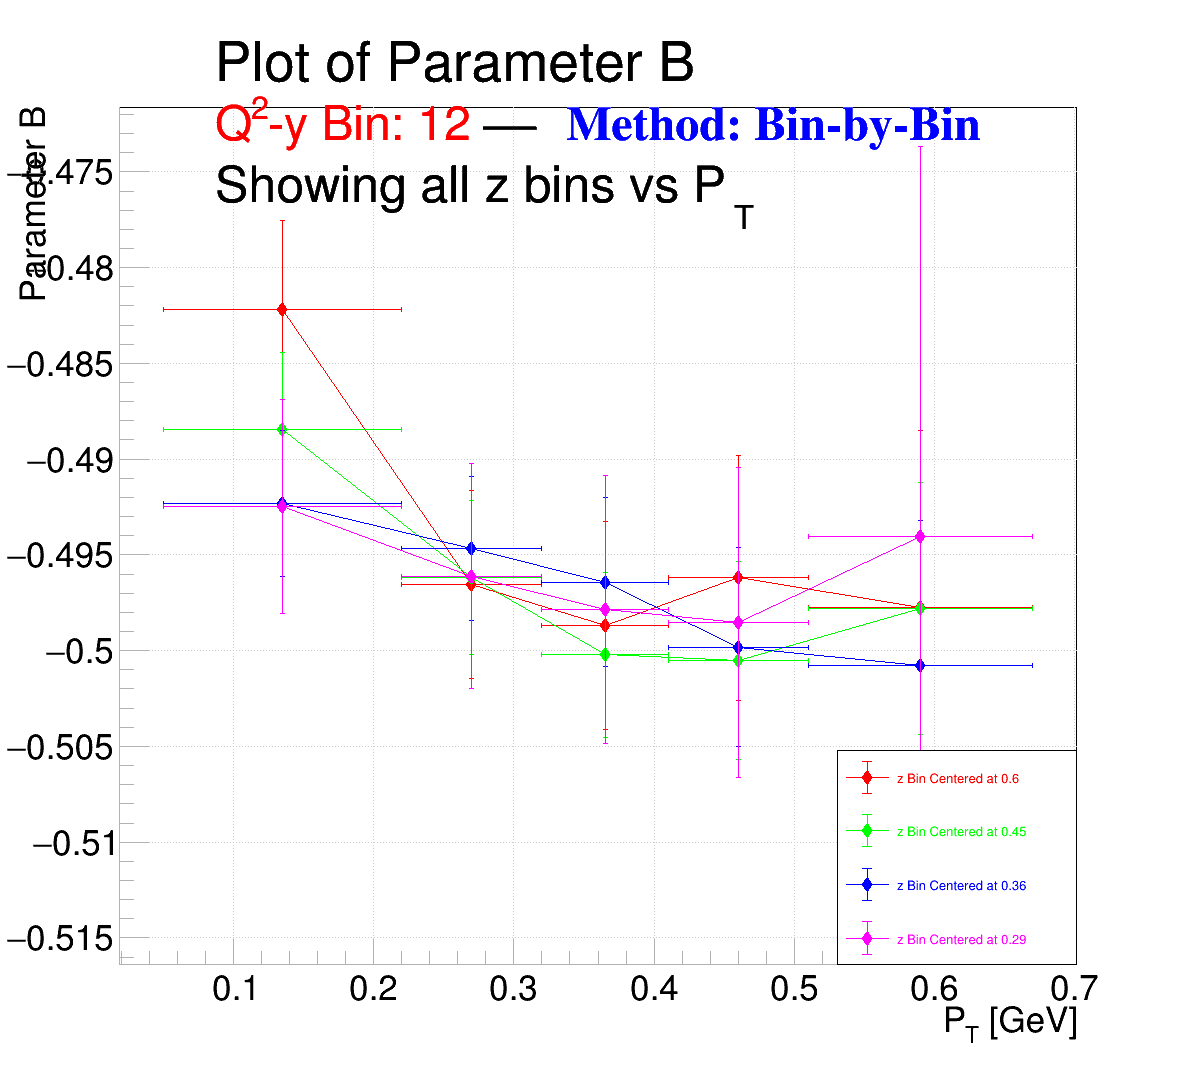 Plot of Parameter B
Q²-y Bin: 12 — Method: Bin-by-Bin
Showing all z bins vs P_T
Parameter B
−0.475
−0.48
−0.485
−0.49
−0.495
−0.5
−0.505
−0.51
−0.515
z Bin Centered at 0.6
z Bin Centered at 0.45
z Bin Centered at 0.36
z Bin Centered at 0.29
0.1 0.2 0.3 0.4 0.5 0.6 0.7
P_T [GeV]